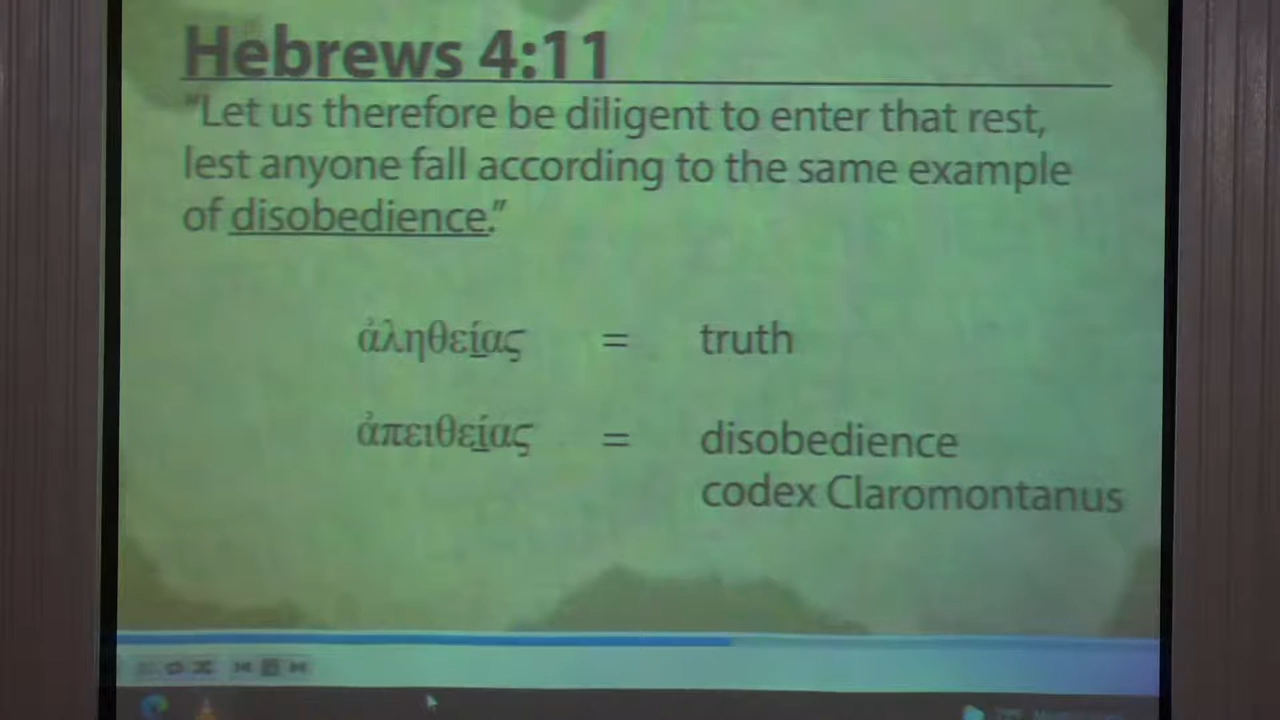 Hebrews 4:11
"Let us therefore be diligent to enter that rest,
lest anyone fall according to the same example
of disobedience."
ἀληθείας = truth
ἀπειθείας = disobedience
codex Claromontanus